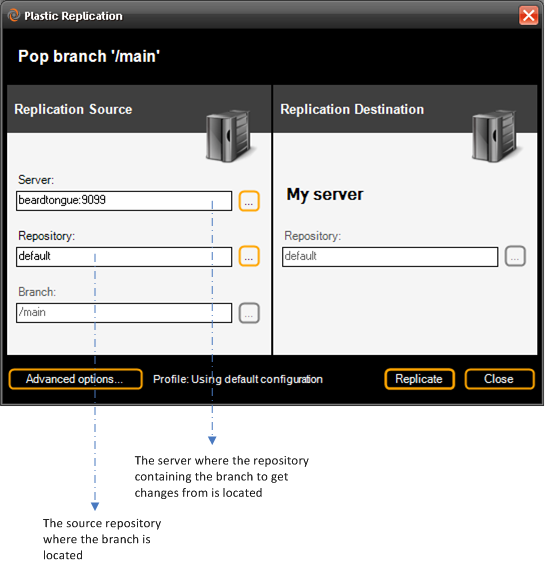 Plastic Replication
Pop branch '/main'
Replication Source
Server:
beardtongue:9099
...
Repository:
default
...
Branch:
/main
...
Replication Destination
My server
Repository:
default
...
Advanced options...
Profile: Using default configuration
Replicate
Close
The server where the repository
containing the branch to get
changes from is located
The source repository
where the branch is
located